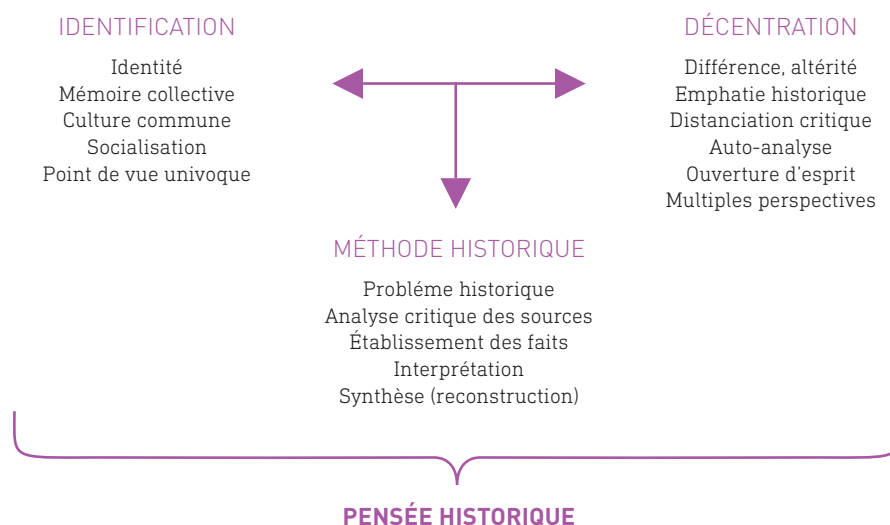 IDENTIFICATION
Identité
Mémoire collective
Culture commune
Socialisation
Point de vue univoque
DÉCENTRATION
Différence, altérité
Emphatie historique
Distanciation critique
Auto-analyse
Ouverture d'esprit
Multiples perspectives
MÉTHODE HISTORIQUE
Probléme historique
Analyse critique des sources
Établissement des faits
Interprétation
Synthèse (reconstruction)
PENSÉE HISTORIQUE